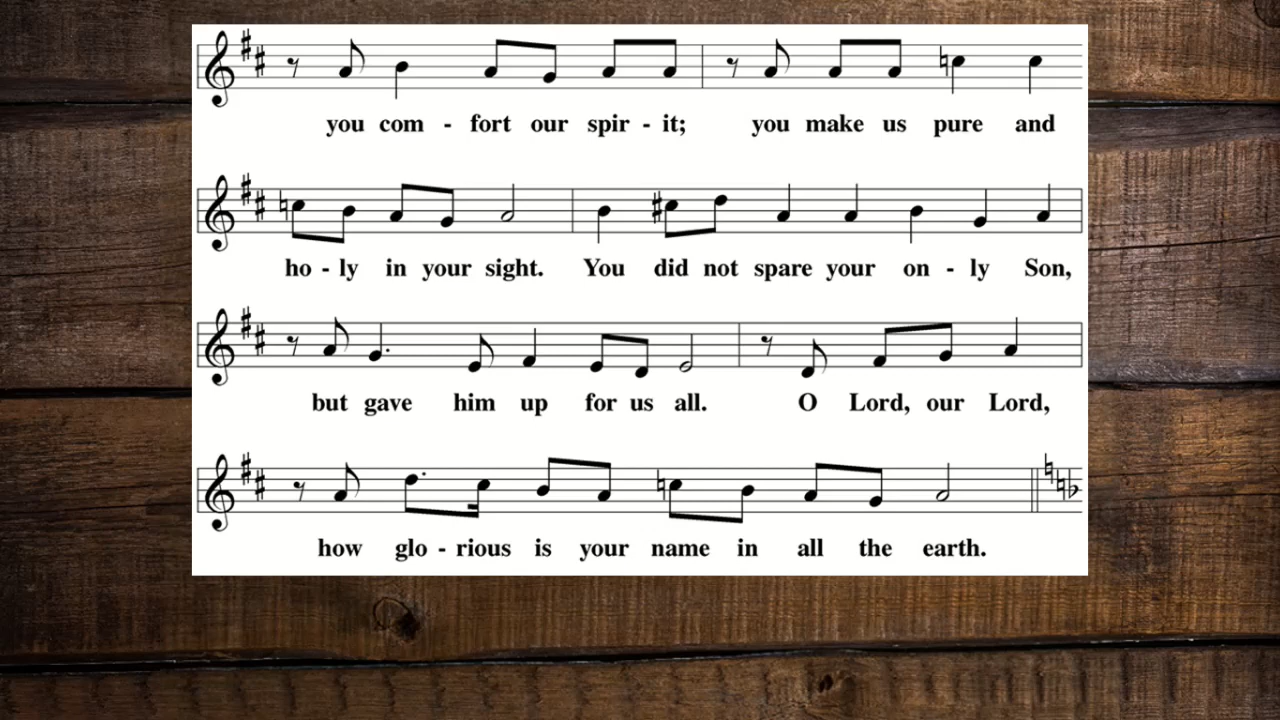 you com - fort our spir - it; you make us pure and
ho - ly in your sight. You did not spare your on - ly Son,
but gave him up for us all. O Lord, our Lord,
how glo - rious is your name in all the earth.